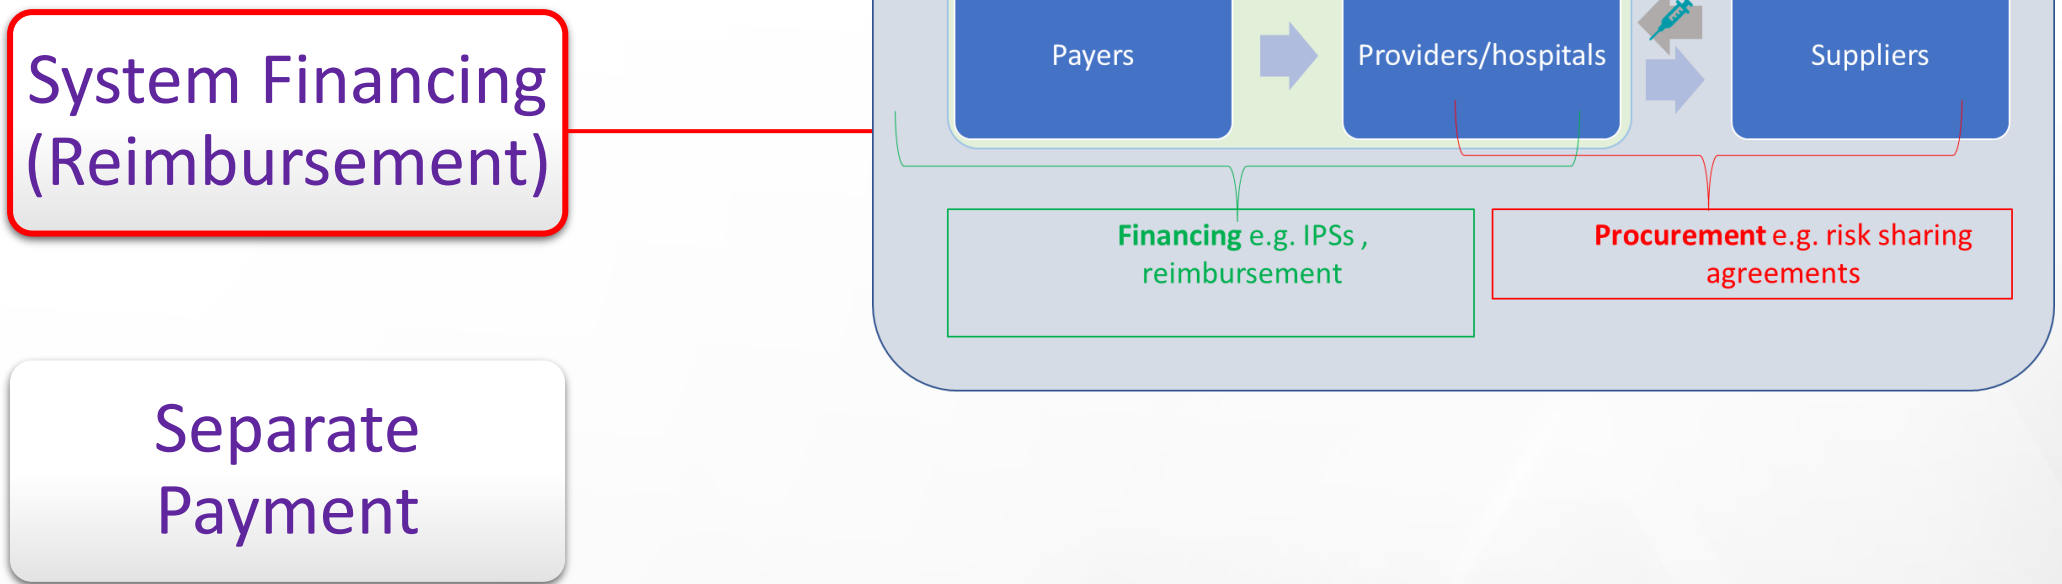 System Financing
(Reimbursement)
Payers
Providers/hospitals
Suppliers
Financing e.g. IPSs ,
reimbursement
Procurement e.g. risk sharing
agreements
Separate
Payment